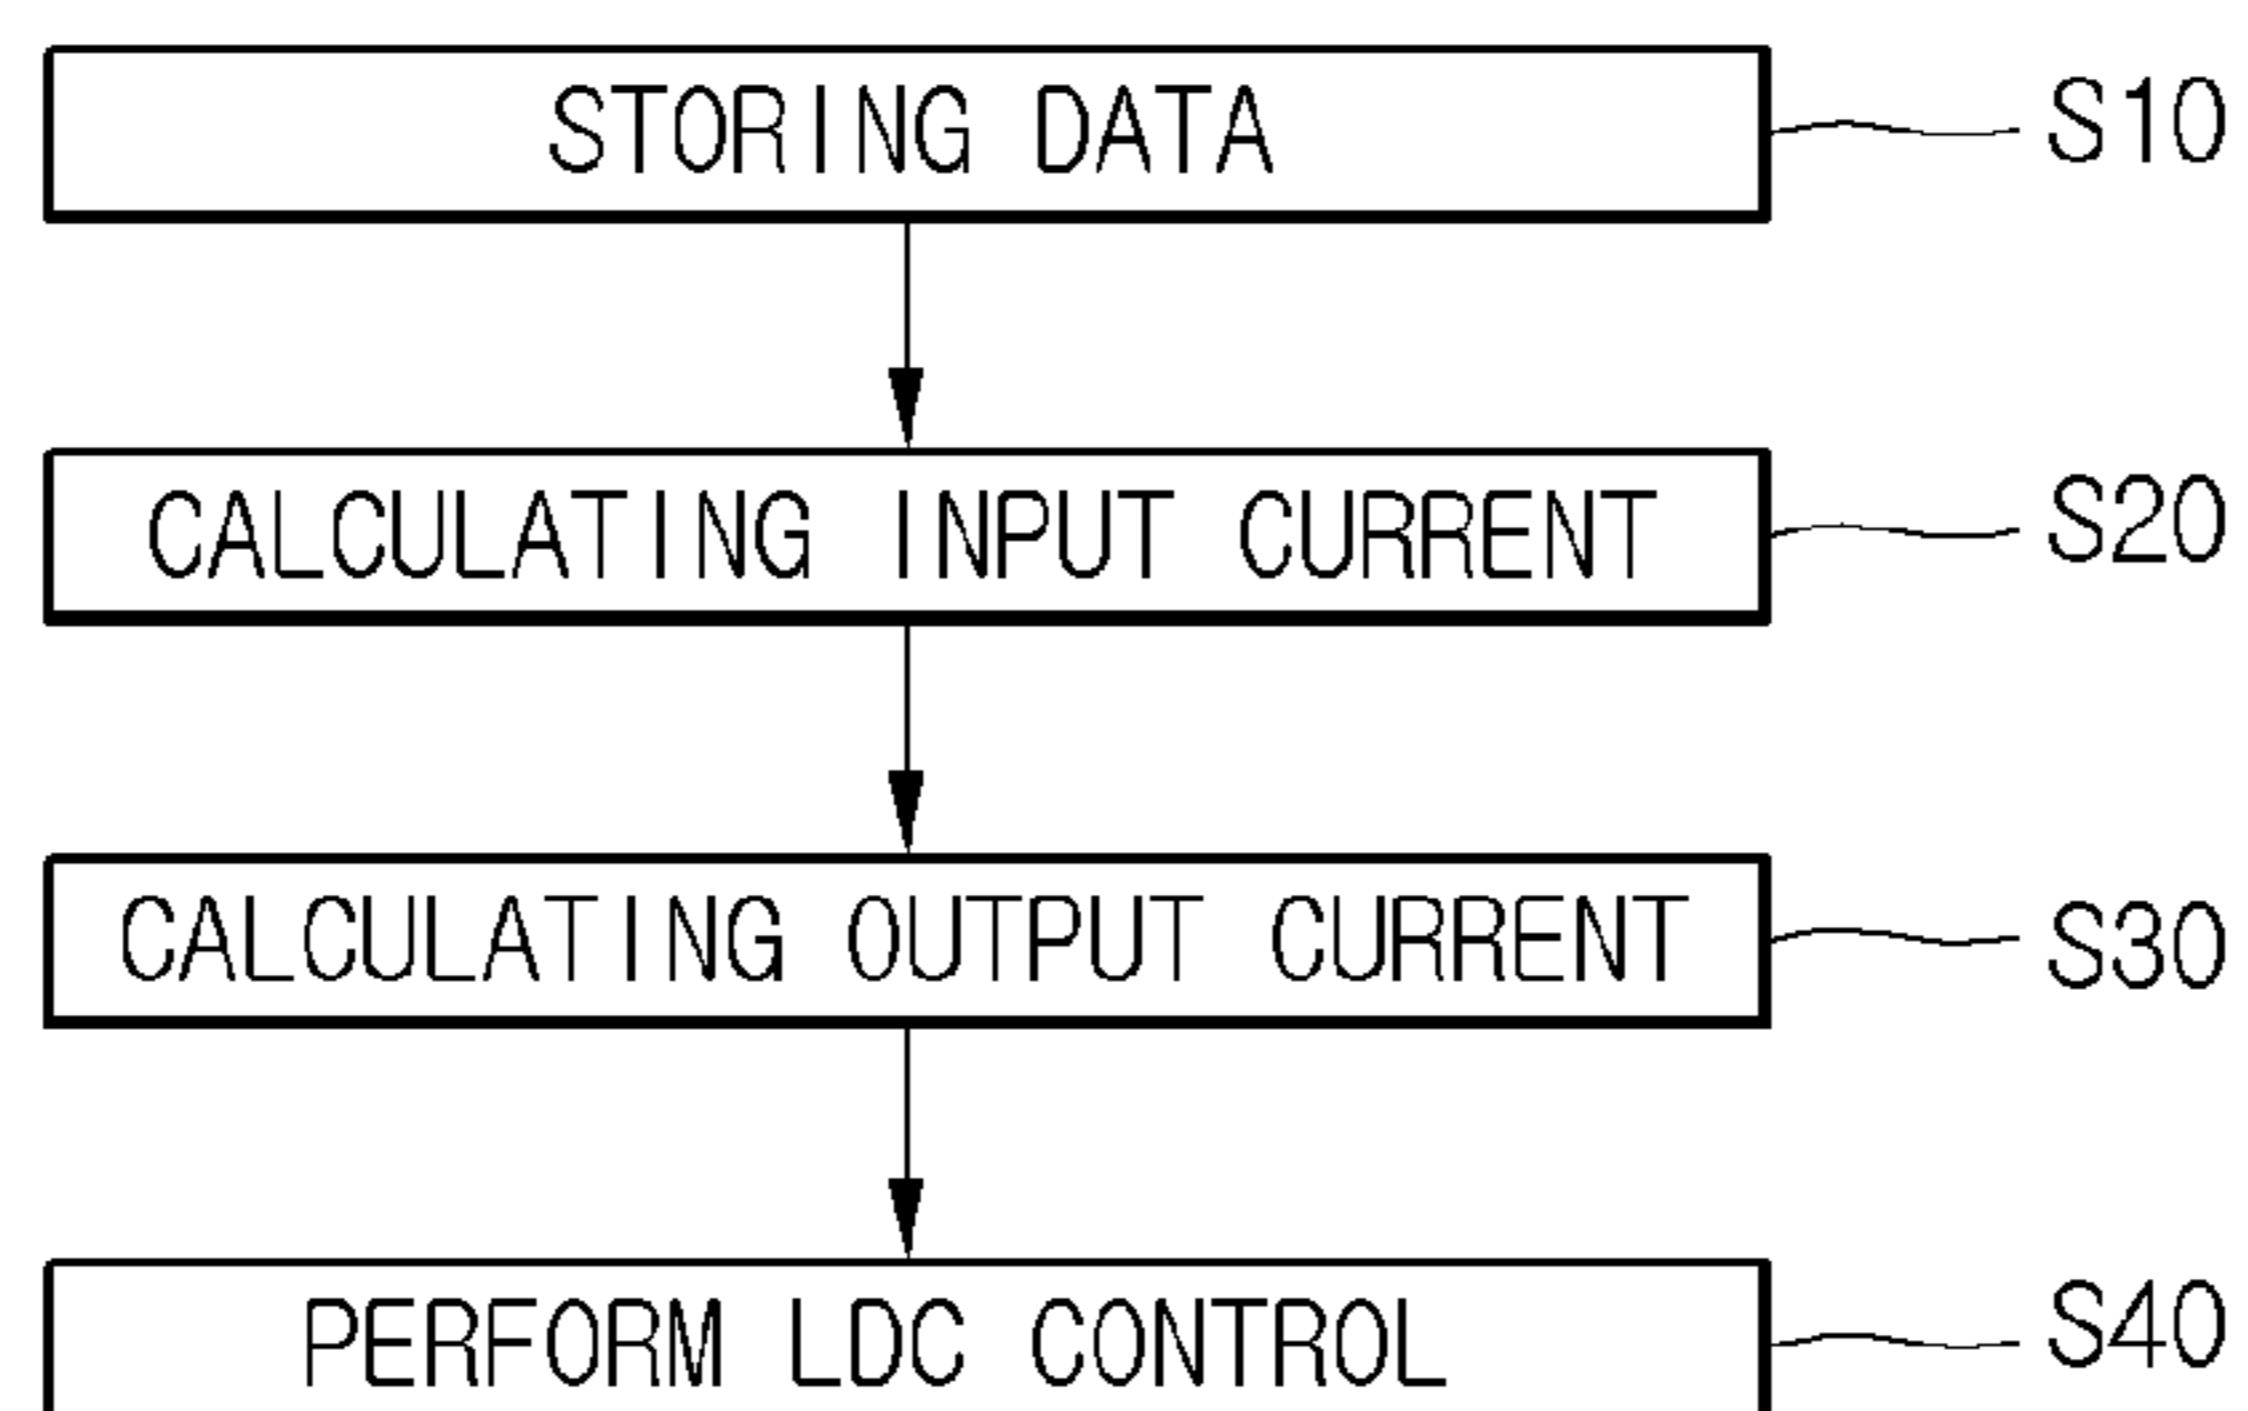 STORING DATA S10
CALCULATING INPUT CURRENT S20
CALCULATING OUTPUT CURRENT S30
PERFORM LDC CONTROL S40